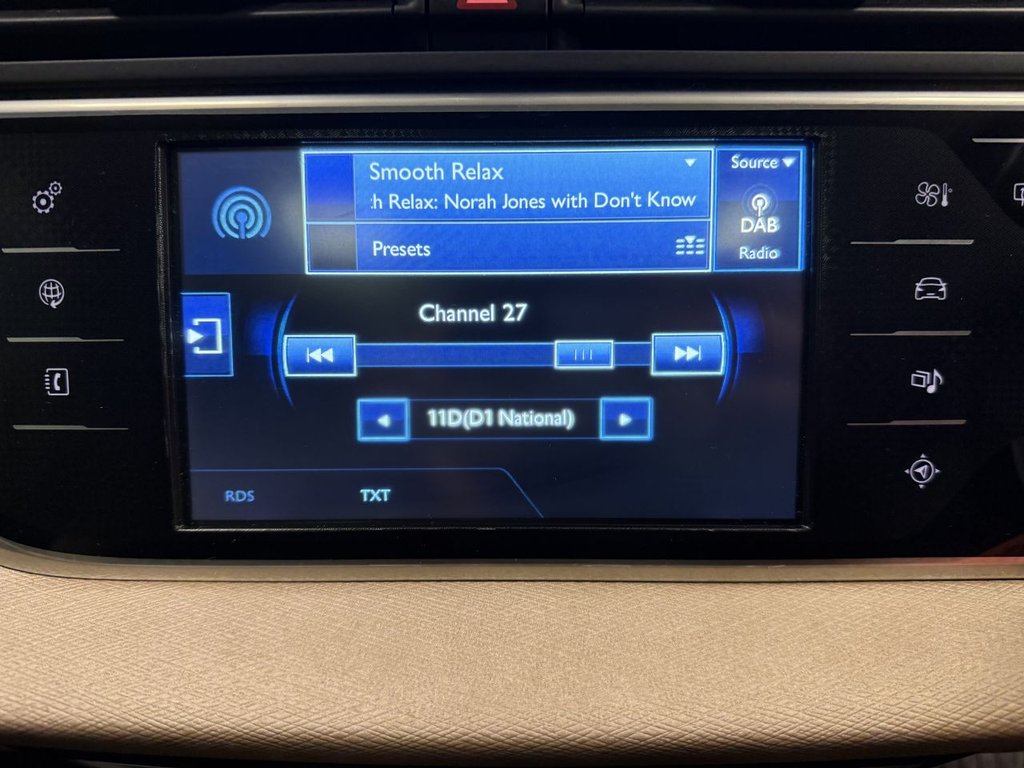 Smooth Relax
:h Relax: Norah Jones with Don't Know
Presets
Source
DAB
Radio
Channel 27
11D(D1 National)
RDS
TXT